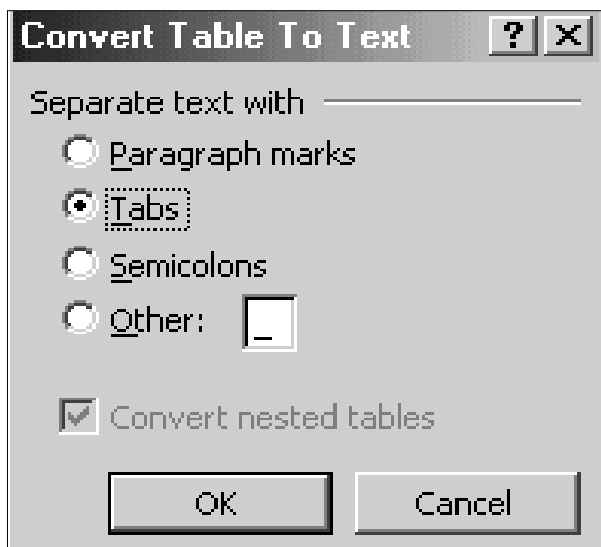 Convert Table To Text
Separate text with
Paragraph marks
Tabs
Semicolons
Other: _
Convert nested tables
OK Cancel